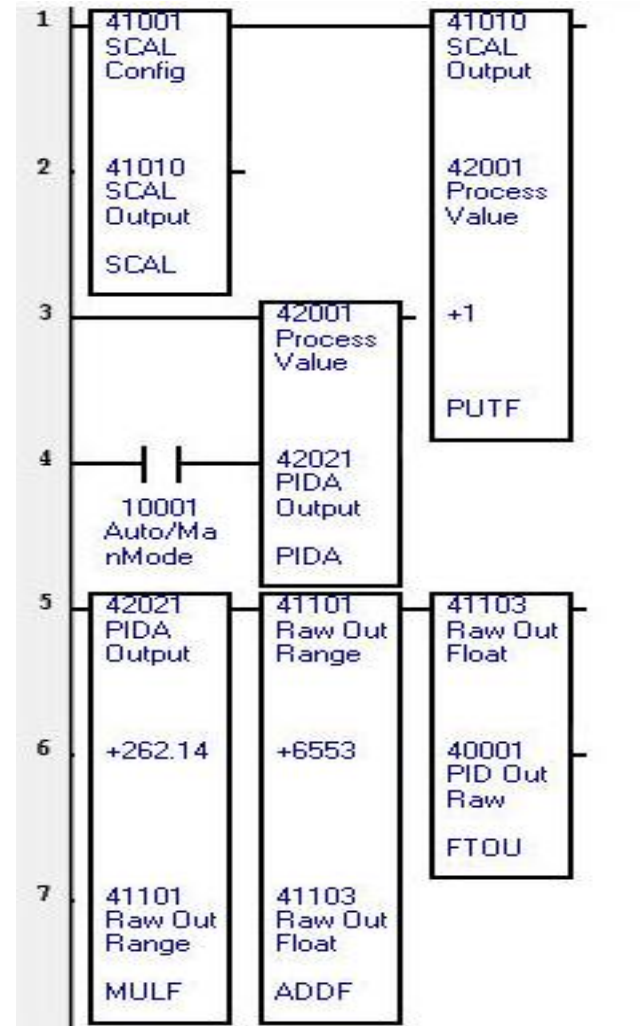 1
41001
SCAL
Config
41010
SCAL
Output
2
41010
SCAL
Output
SCAL
42001
Process
Value
3
42001
Process
Value
+1
PUTF
4
10001
Auto/Ma
nMode
42021
PIDA
Output
PIDA
5
42021
PIDA
Output
41101
Raw Out
Range
41103
Raw Out
Float
6
+262.14
+6553
40001
PID Out
Raw
FTOU
7
41101
Raw Out
Range
MULF
41103
Raw Out
Float
ADDF